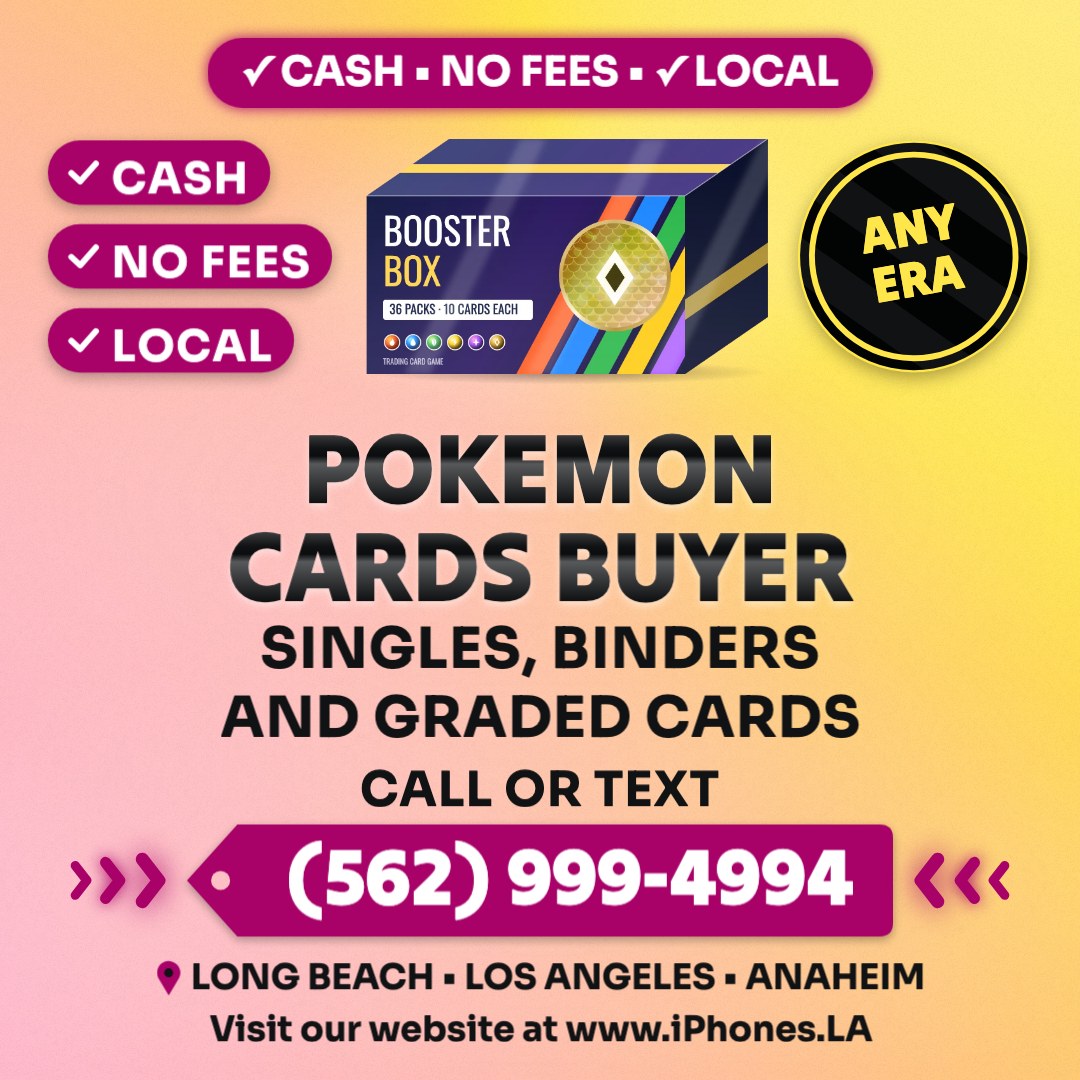 ✓CASH ▪ NO FEES ▪ ✓LOCAL
✓ CASH
✓ NO FEES
✓ LOCAL
BOOSTER
BOX
36 PACKS · 10 CARDS EACH
TRADING CARD GAME
ANY
ERA
POKEMON
CARDS BUYER
SINGLES, BINDERS
AND GRADED CARDS
CALL OR TEXT
(562) 999-4994
LONG BEACH ▪ LOS ANGELES ▪ ANAHEIM
Visit our website at www.iPhones.LA